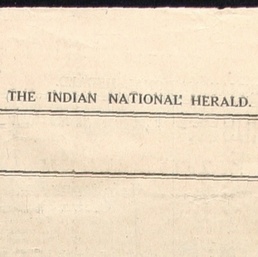 THE INDIAN NATIONAL HERALD.